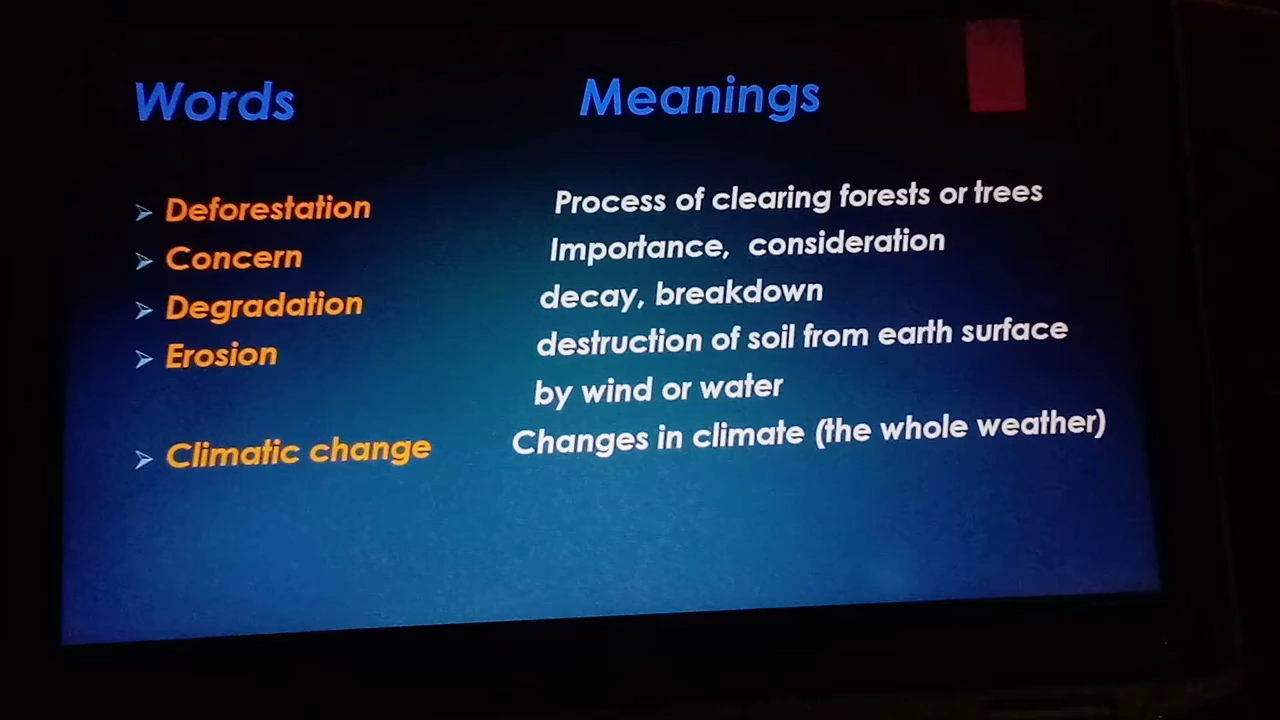 Words Meanings
Deforestation Process of clearing forests or trees
Concern Importance, consideration
Degradation decay, breakdown
Erosion destruction of soil from earth surface
by wind or water
Climatic change Changes in climate (the whole weather)